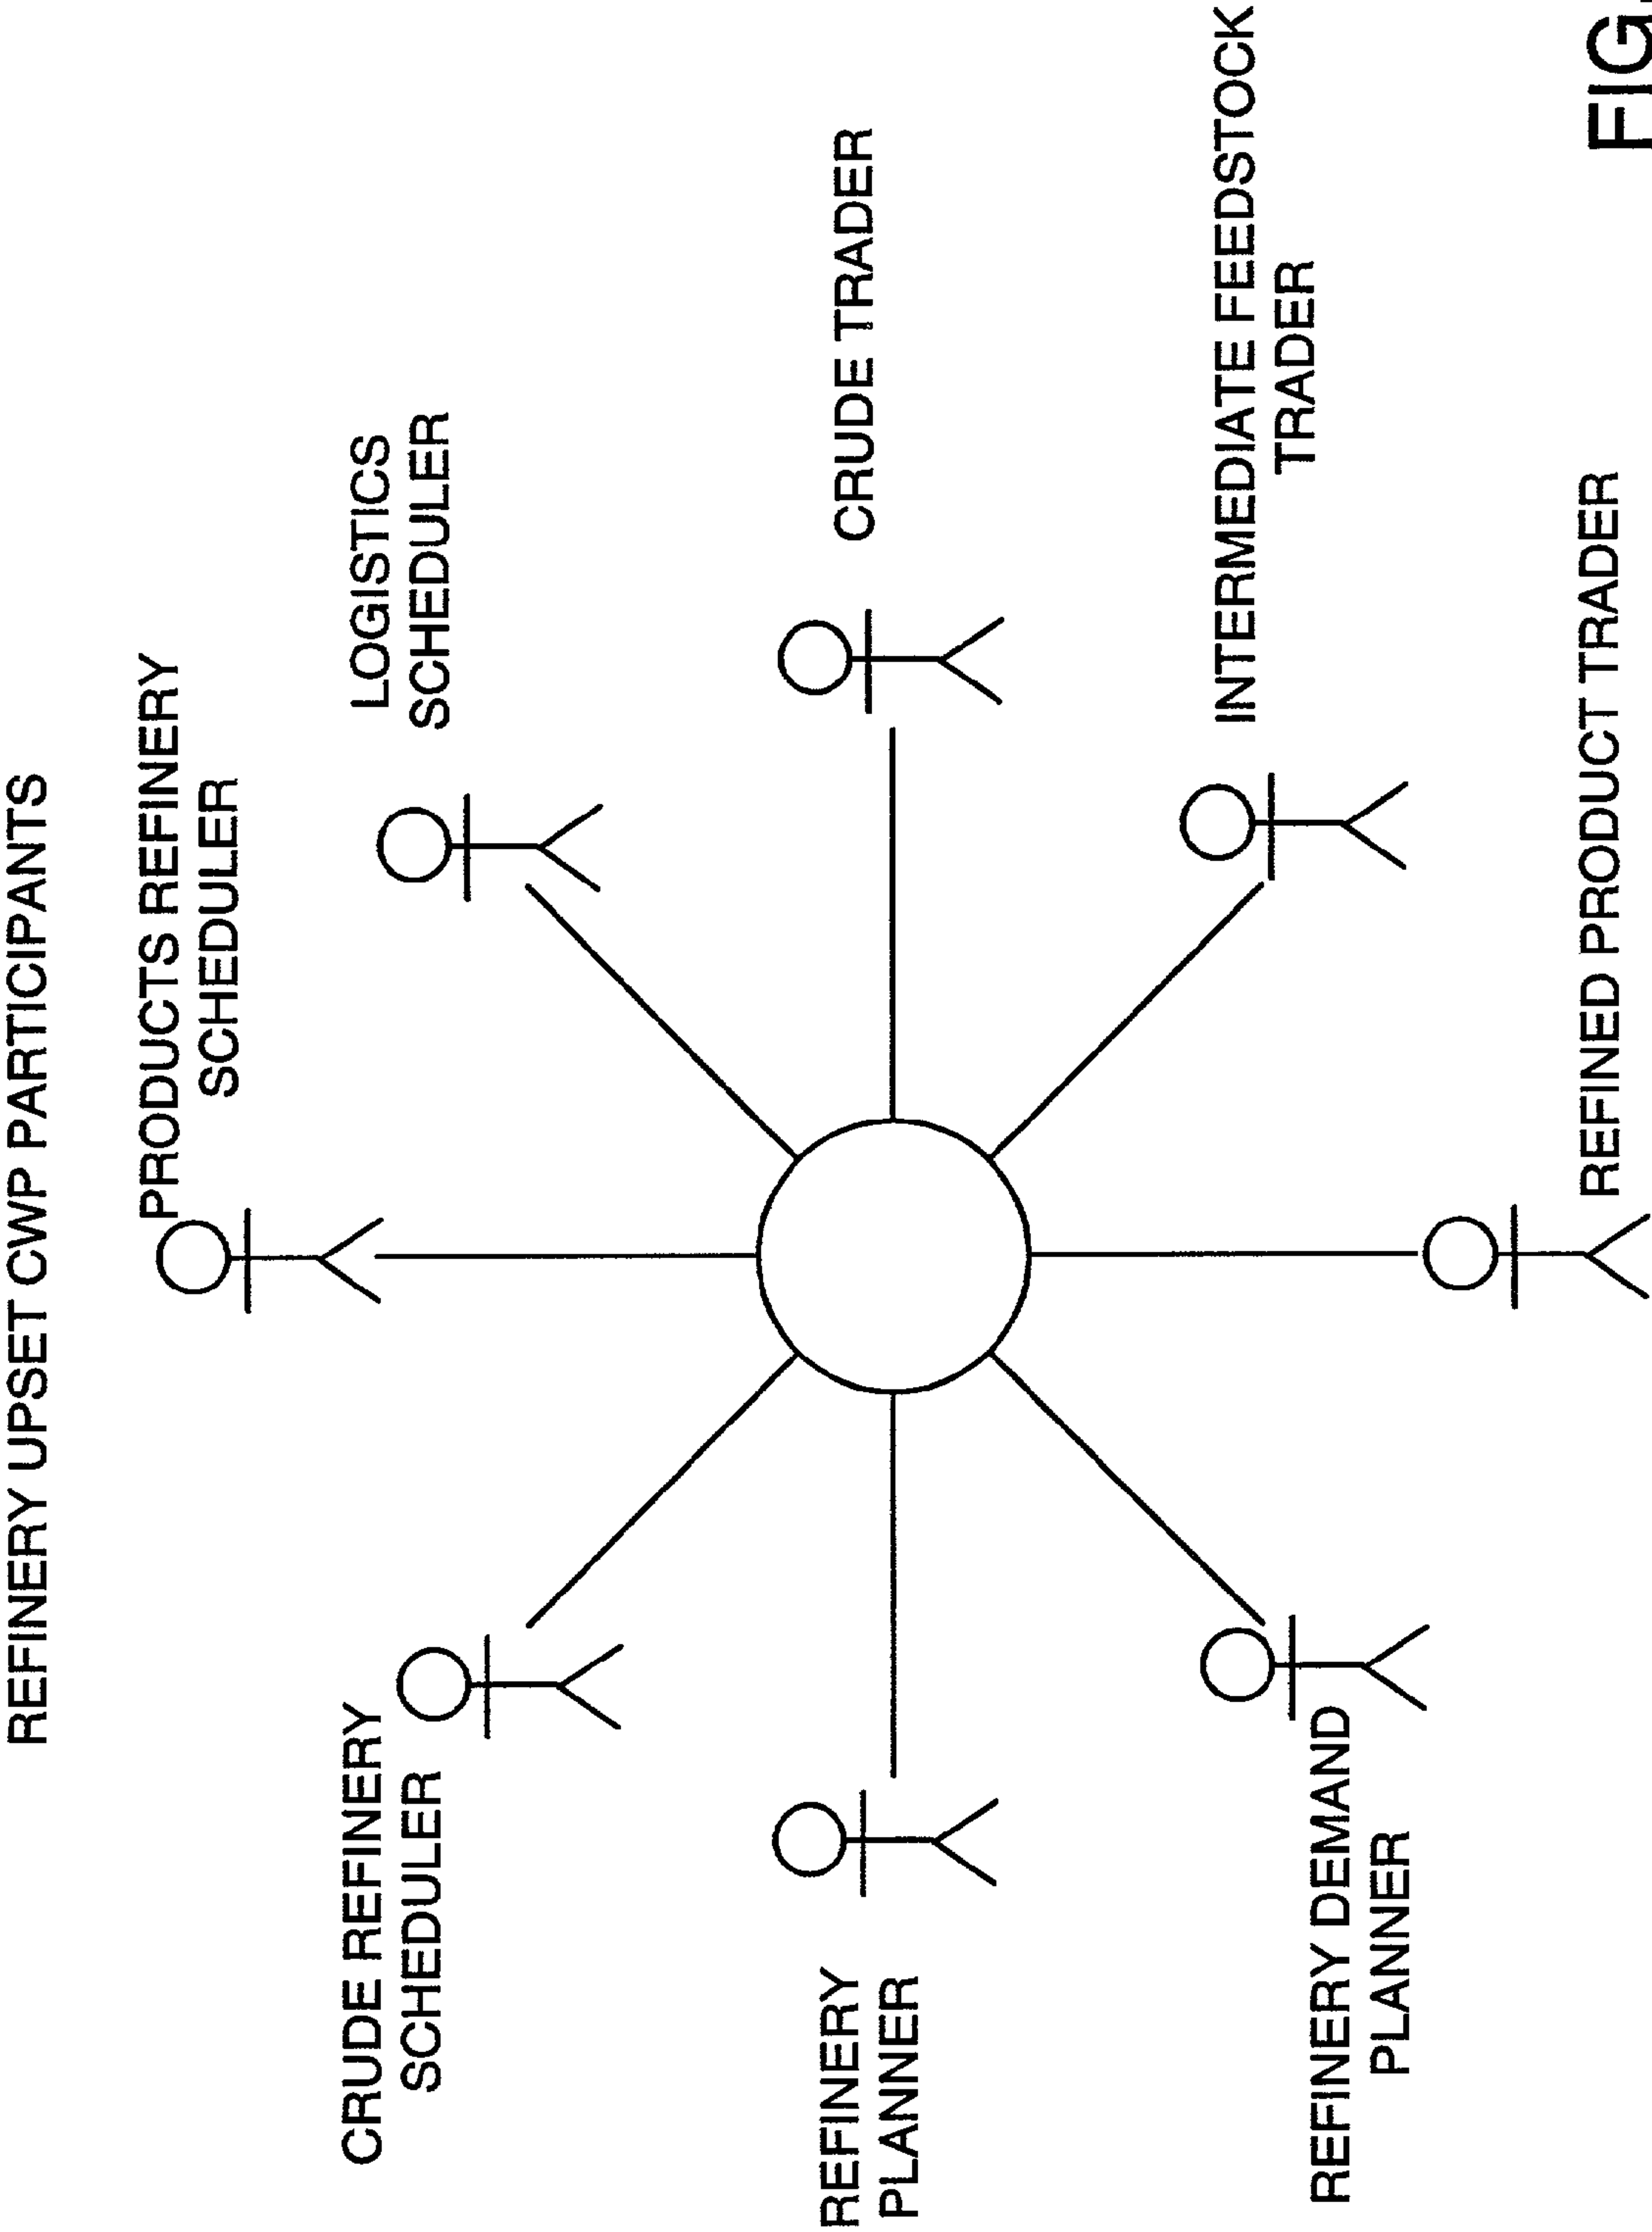 REFINERY UPSET CWP PARTICIPANTS
PRODUCTS REFINERY
SCHEDULER
LOGISTICS
SCHEDULER
CRUDE REFINERY
SCHEDULER
CRUDE TRADER
REFINERY
PLANNER
INTERMEDIATE FEEDSTOCK
TRADER
REFINERY DEMAND
PLANNER
REFINED PRODUCT TRADER
FIG.